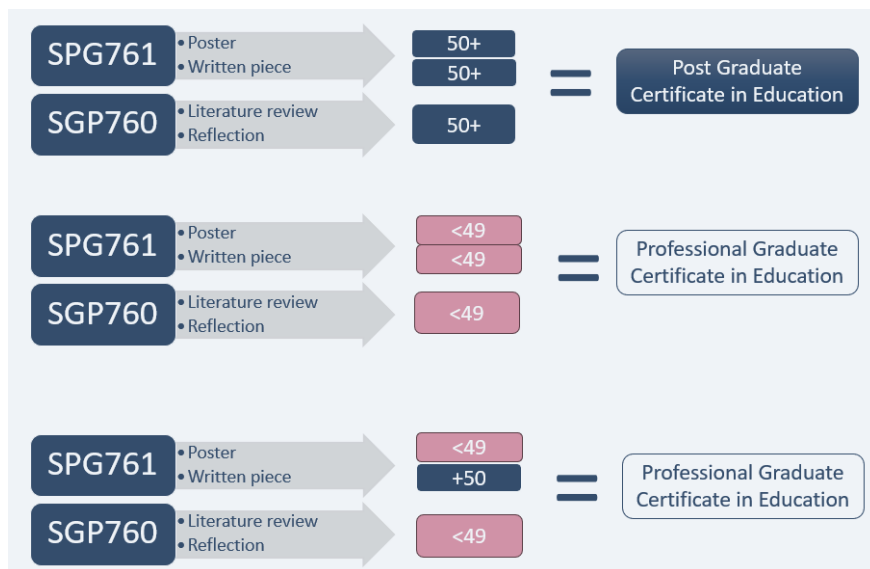 SPG761
• Poster
• Written piece
50+
50+
SGP760
• Literature review
• Reflection
50+
=
Post Graduate
Certificate in Education
SPG761
• Poster
• Written piece
<49
<49
SGP760
• Literature review
• Reflection
<49
=
Professional Graduate
Certificate in Education
SPG761
• Poster
• Written piece
<49
+50
SGP760
• Literature review
• Reflection
<49
=
Professional Graduate
Certificate in Education